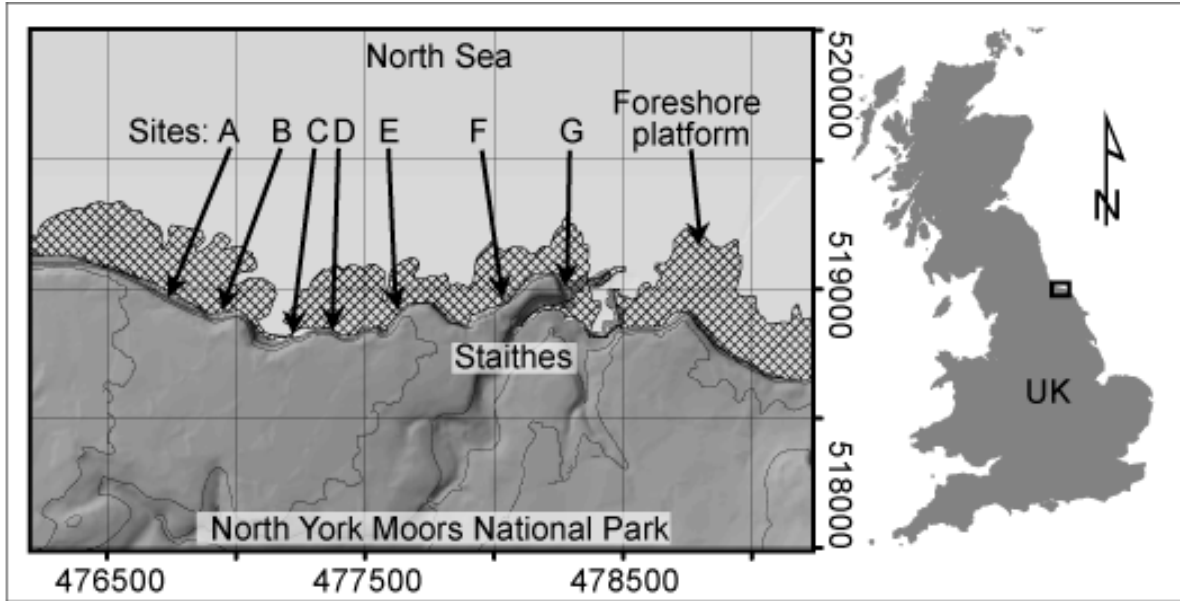 North Sea
Foreshore
platform
Sites: A B C D E F G
Staithes
North York Moors National Park
476500 477500 478500
520000
519000
518000
N
UK